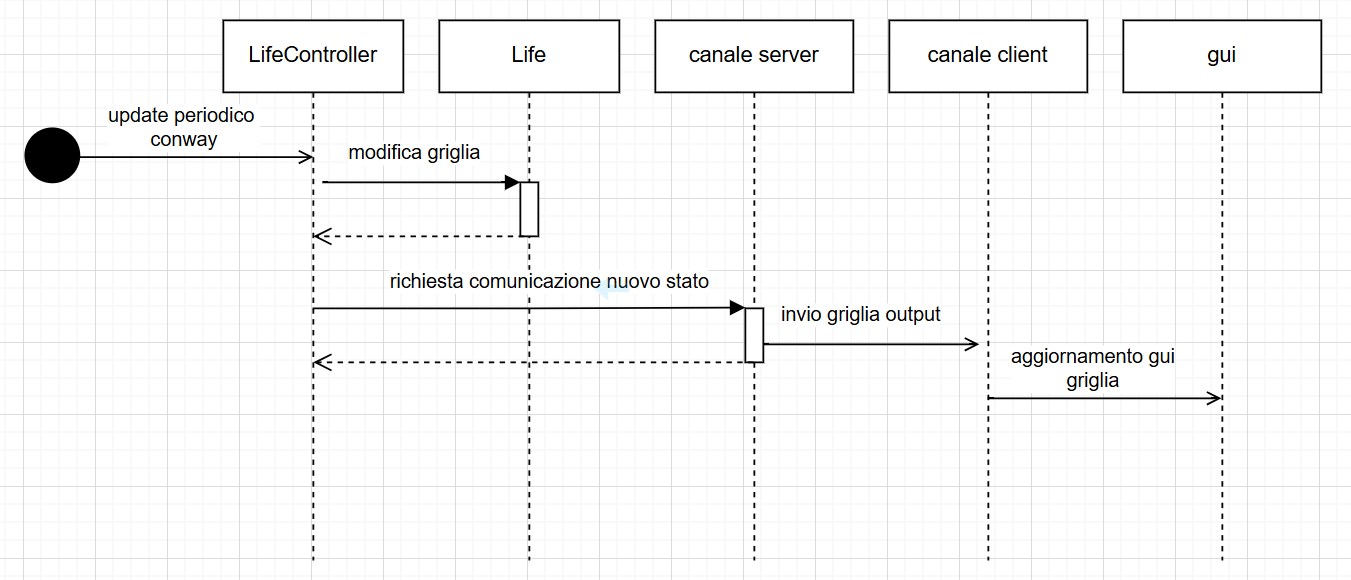 LifeController
Life
canale server
canale client
gui
update periodico
conway
modifica griglia
richiesta comunicazione nuovo stato
invio griglia output
aggiornamento gui
griglia